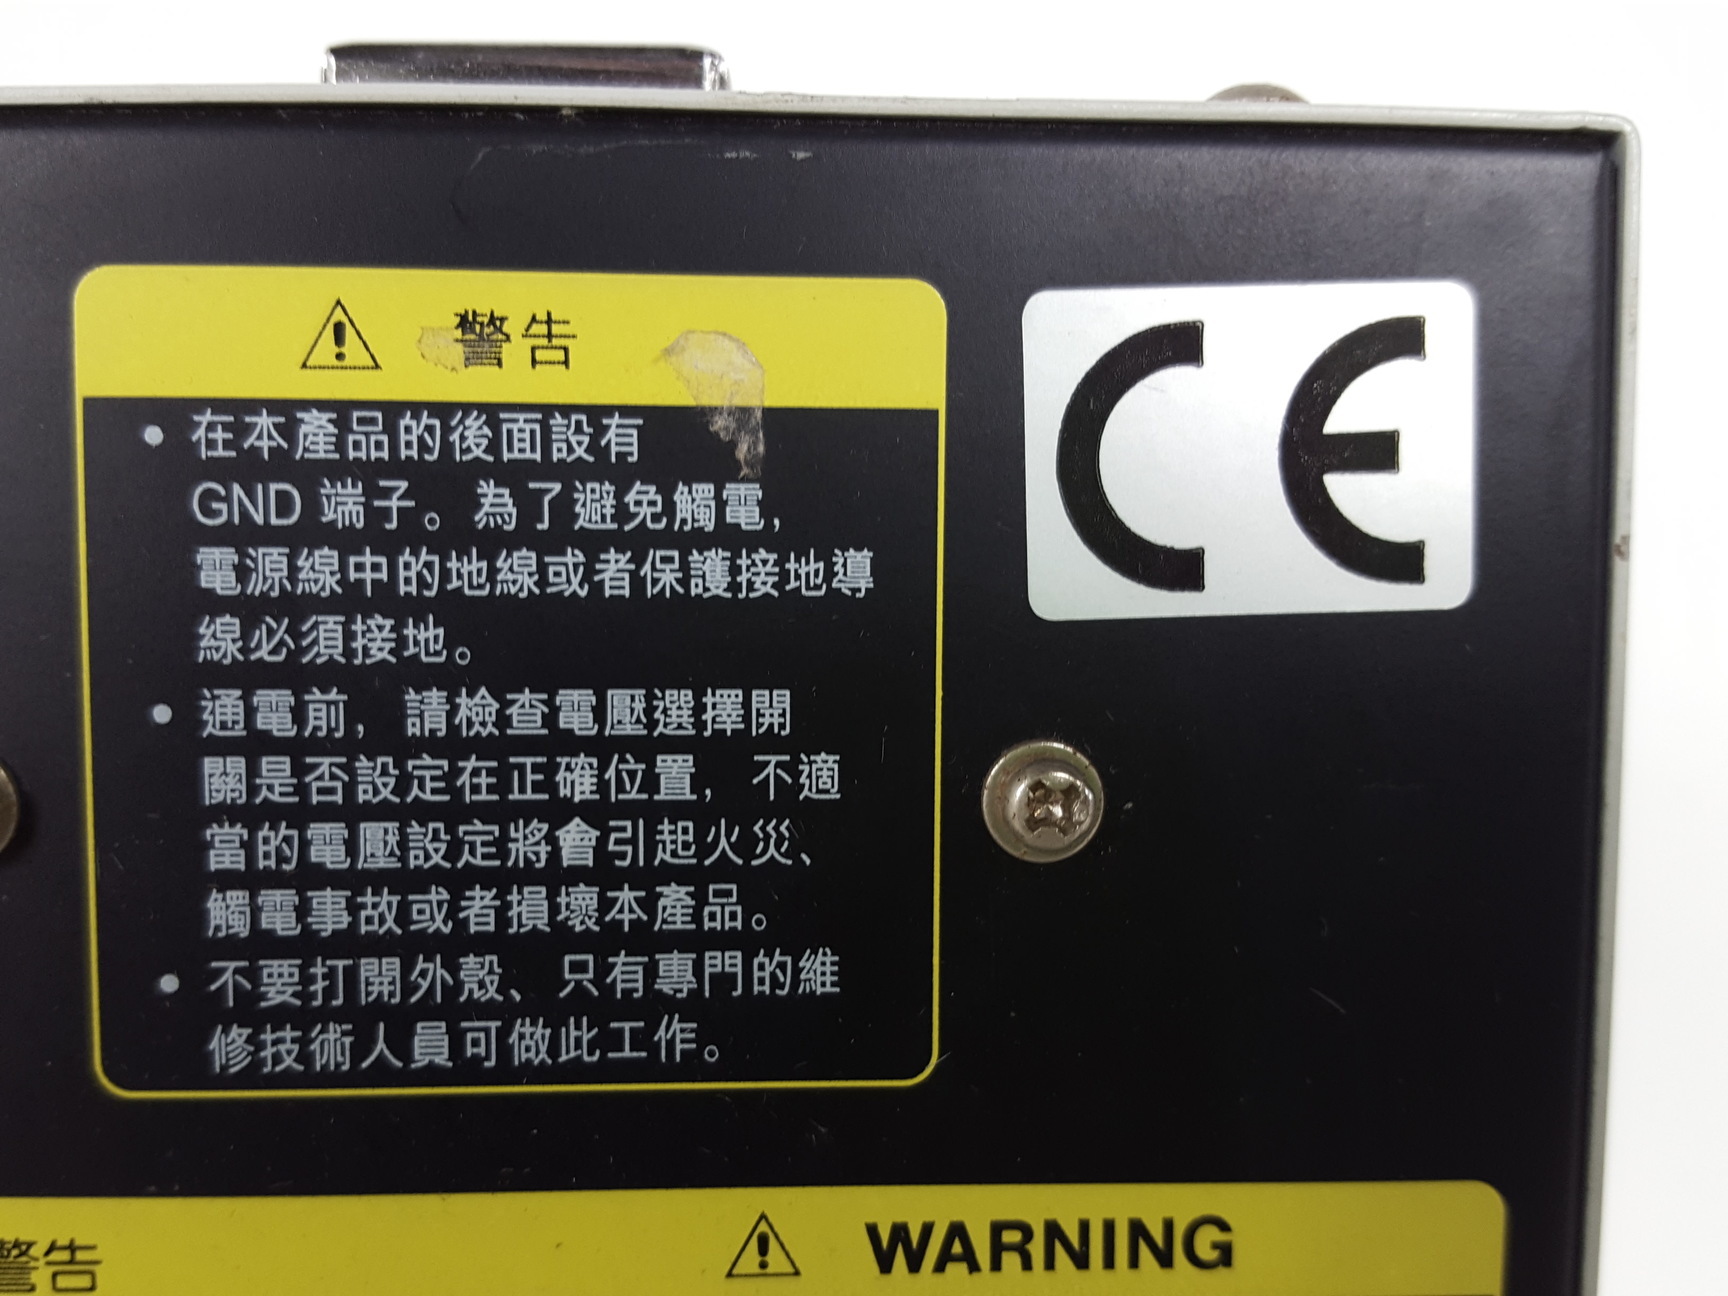 警告
CE
• 在本產品的後面設有
GND 端子。為了避免觸電,
電源線中的地線或者保護接地導
線必須接地。
• 通電前, 請檢查電壓選擇開
關是否設定在正確位置, 不適
當的電壓設定將會引起火災、
觸電事故或者損壞本產品。
• 不要打開外殼、只有專門的維
修技術人員可做此工作。
警告
WARNING